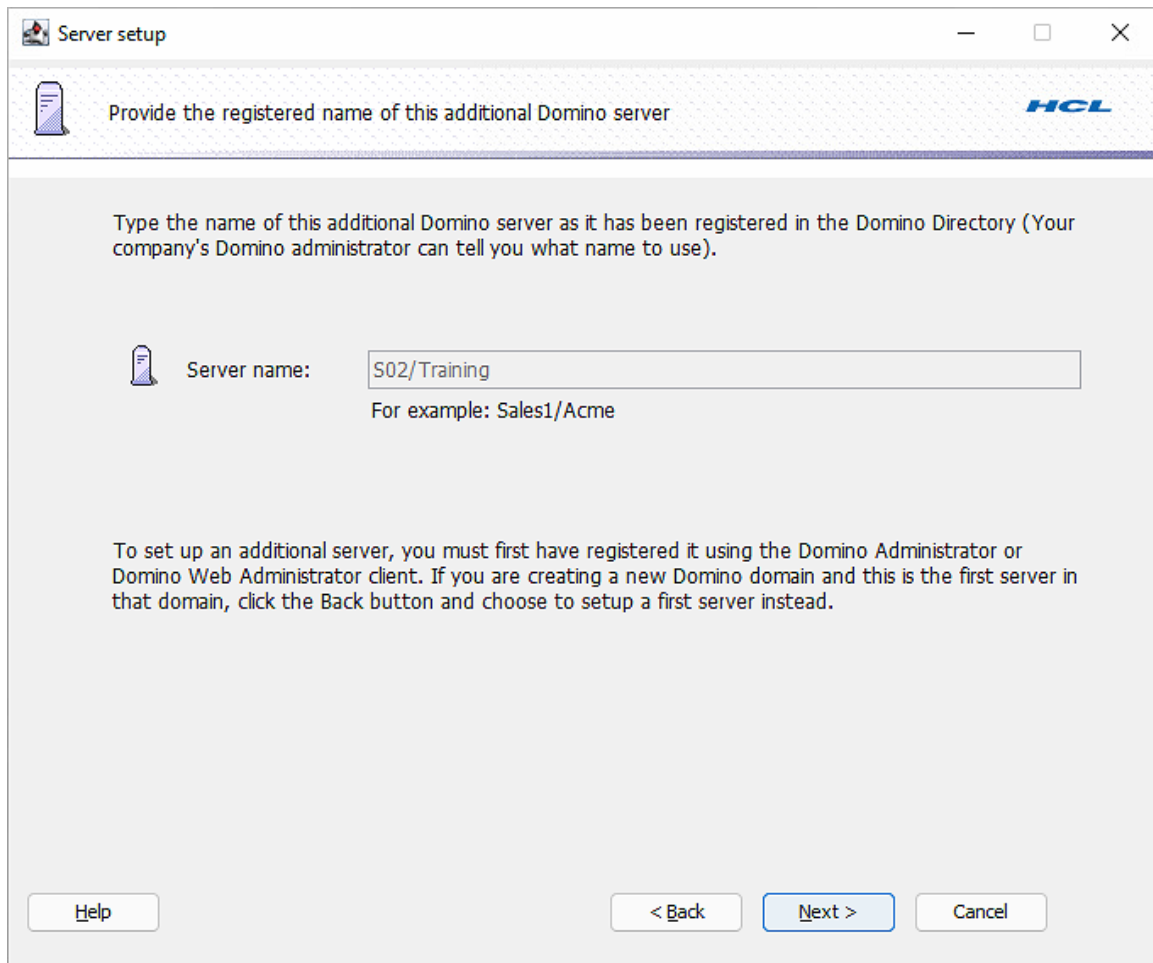 Server setup
Provide the registered name of this additional Domino server
HCL
Type the name of this additional Domino server as it has been registered in the Domino Directory (Your
company's Domino administrator can tell you what name to use).
Server name:
S02/Training
For example: Sales1/Acme
To set up an additional server, you must first have registered it using the Domino Administrator or
Domino Web Administrator client. If you are creating a new Domino domain and this is the first server in
that domain, click the Back button and choose to setup a first server instead.
Help
< Back
Next >
Cancel